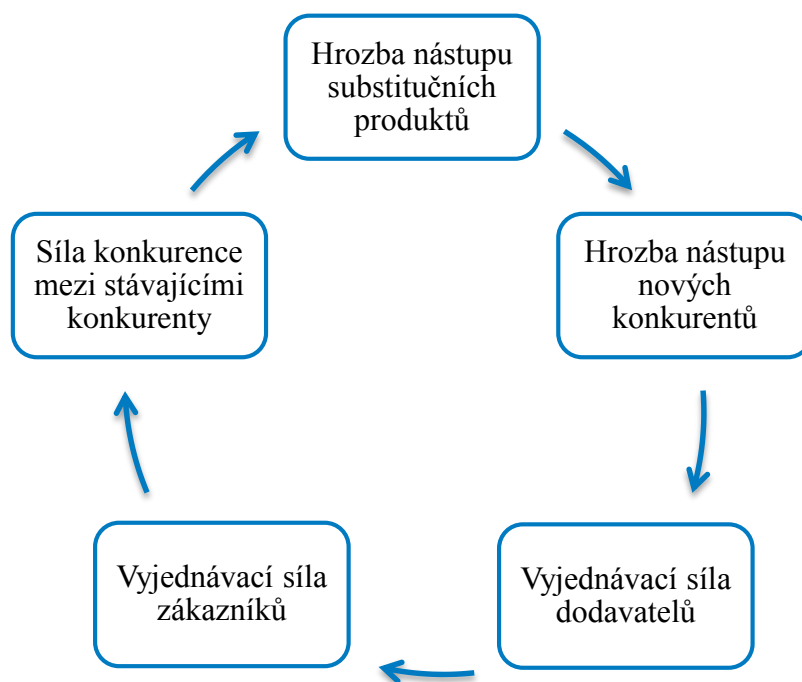 Hrozba nástupu
substitučních
produktů
Síla konkurence
mezi stávajícími
konkurenty
Hrozba nástupu
nových
konkurentů
Vyjednávací síla
zákazníků
Vyjednávací síla
dodavatelů